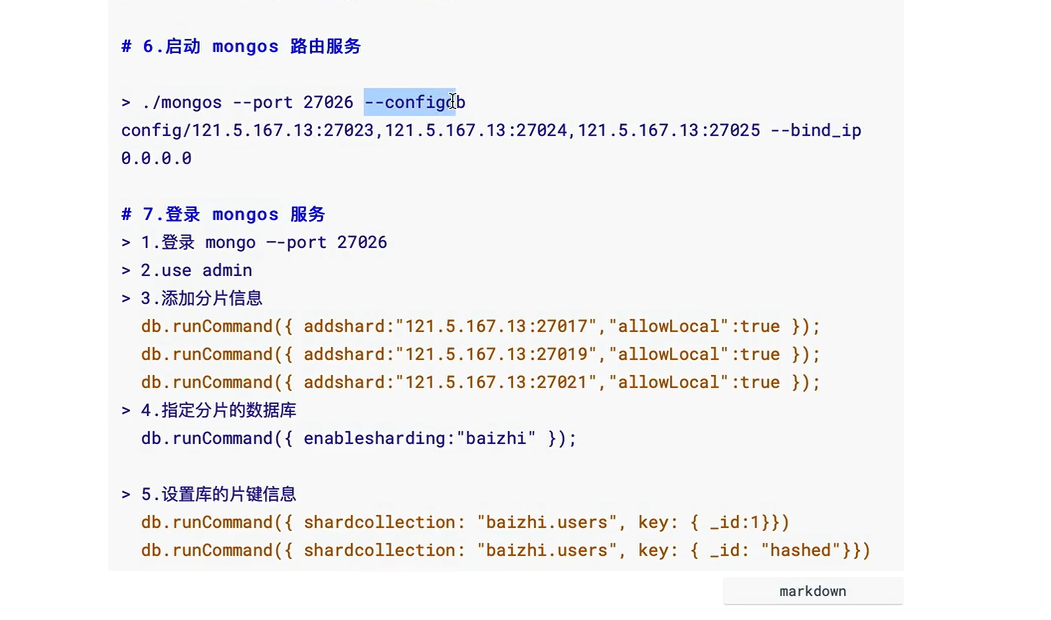 # 6.启动 mongos 路由服务
> ./mongos --port 27026 --configdb
config/121.5.167.13:27023,121.5.167.13:27024,121.5.167.13:27025 --bind_ip
0.0.0.0
# 7.登录 mongos 服务
> 1.登录 mongo —-port 27026
> 2.use admin
> 3.添加分片信息
db.runCommand({ addshard:"121.5.167.13:27017","allowLocal":true });
db.runCommand({ addshard:"121.5.167.13:27019","allowLocal":true });
db.runCommand({ addshard:"121.5.167.13:27021","allowLocal":true });
> 4.指定分片的数据库
db.runCommand({ enablesharding:"baizhi" });
> 5.设置库的片键信息
db.runCommand({ shardcollection: "baizhi.users", key: { _id:1}})
db.runCommand({ shardcollection: "baizhi.users", key: { _id: "hashed"}})
markdown